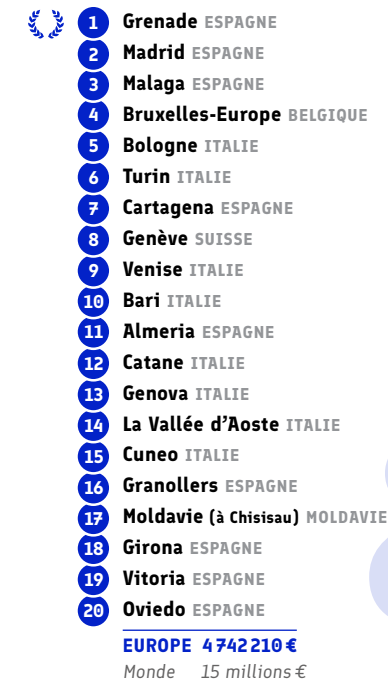 1 Grenade ESPAGNE
2 Madrid ESPAGNE
3 Malaga ESPAGNE
4 Bruxelles-Europe BELGIQUE
5 Bologne ITALIE
6 Turin ITALIE
7 Cartagena ESPAGNE
8 Genève SUISSE
9 Venise ITALIE
10 Bari ITALIE
11 Almeria ESPAGNE
12 Catane ITALIE
13 Genova ITALIE
14 La Vallée d’Aoste ITALIE
15 Cuneo ITALIE
16 Granollers ESPAGNE
17 Moldavie (à Chisisau) MOLDAVIE
18 Girona ESPAGNE
19 Vitoria ESPAGNE
20 Oviedo ESPAGNE
EUROPE 4 742 210 €
Monde 15 millions €